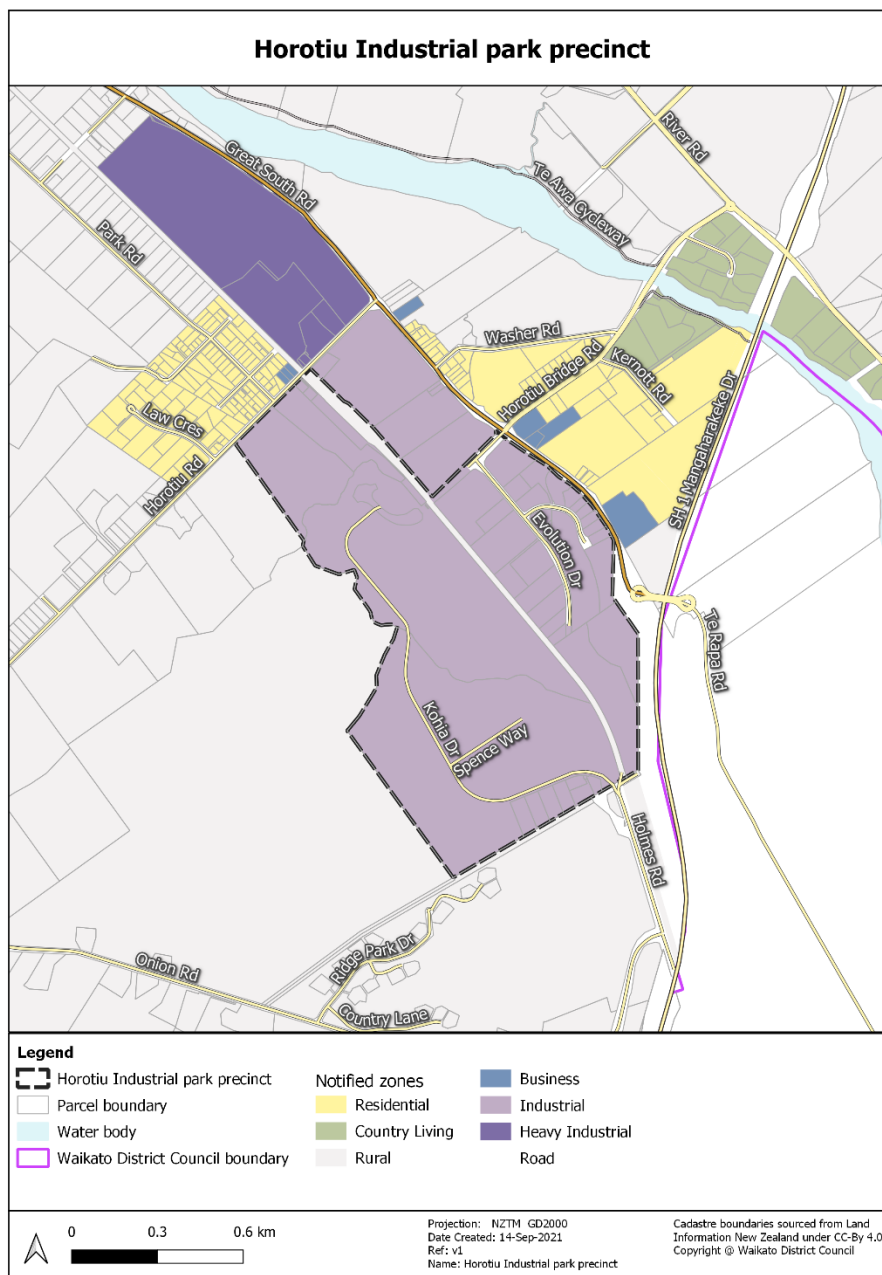 Horotiu Industrial park precinct
River Rd
Great South Rd
Te Awa Cycleway
Park Rd
Washer Rd
Horotiu Bridge Rd
Kernott Rd
Law Cres
SH 1 Mangaharakeke Dr
Horotiu Rd
Evolution Dr
Te Rapa Rd
Kohia Dr
Spence Way
Holmes Rd
Ridge Park Dr
Onion Rd
Country Lane
Legend
Horotiu Industrial park precinct
Parcel boundary
Water body
Waikato District Council boundary
Notified zones
Residential
Country Living
Rural
Business
Industrial
Heavy Industrial
Road
0 0.3 0.6 km
Projection: NZTM GD2000
Date Created: 14-Sep-2021
Ref: v1
Name: Horotiu Industrial park precinct
Cadastre boundaries sourced from Land
Information New Zealand under CC-By 4.0
Copyright @ Waikato District Council